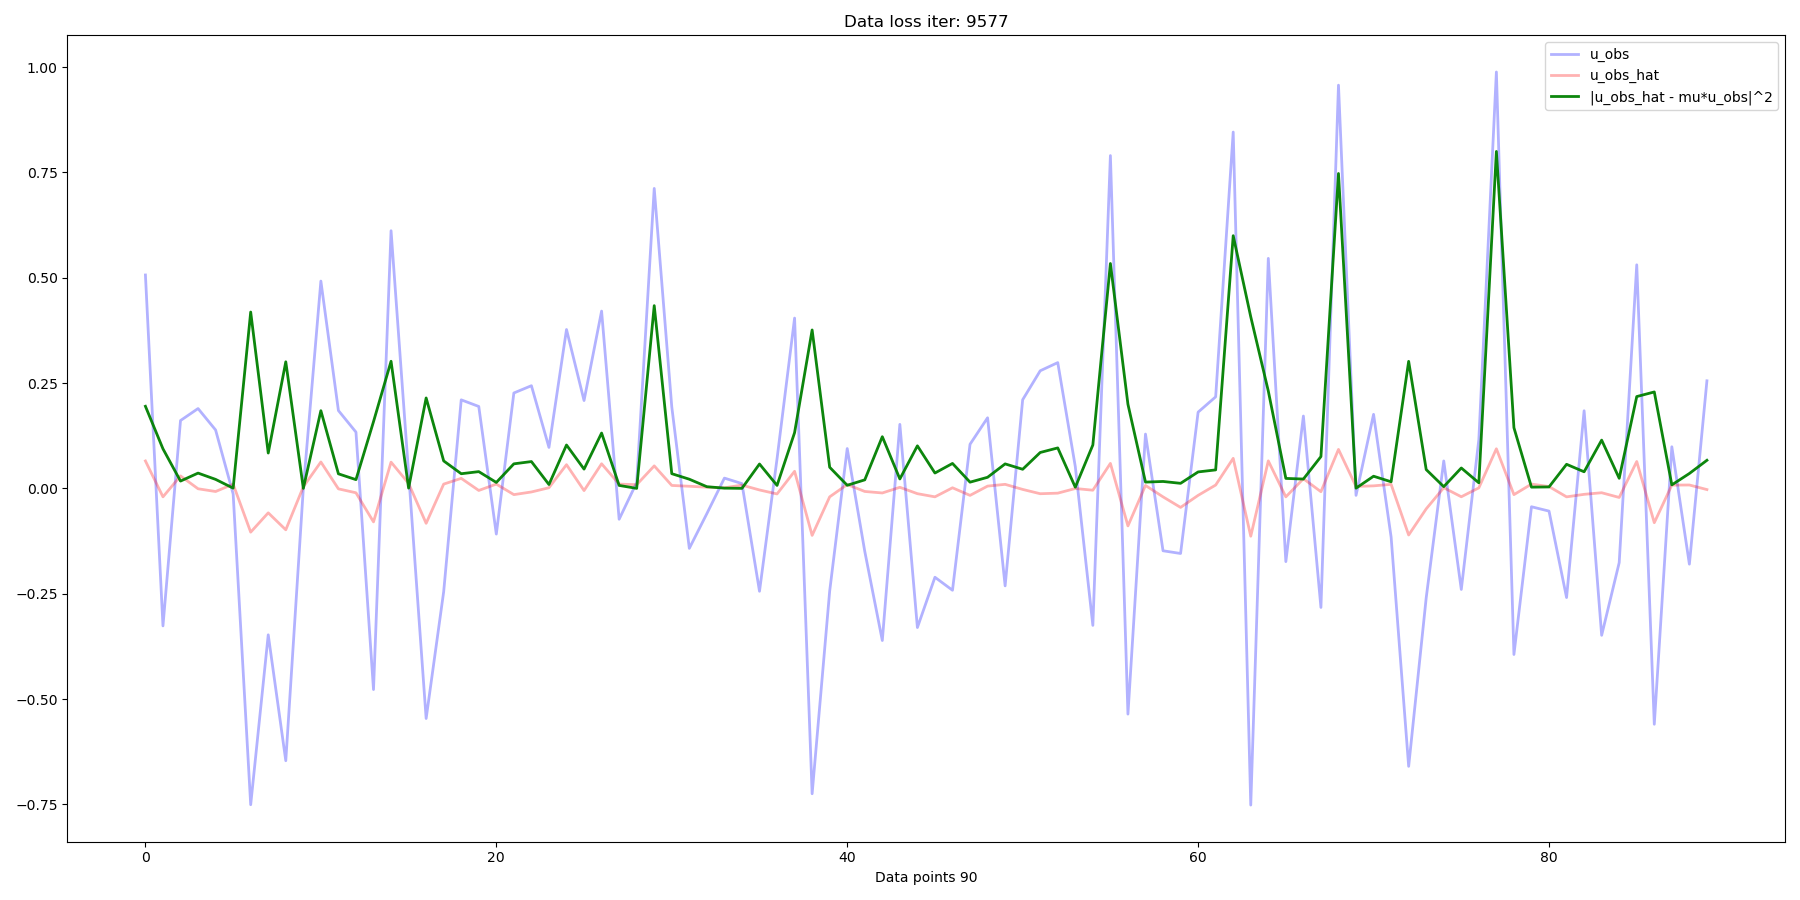 Data loss iter: 9577
u_obs
u_obs_hat
|u_obs_hat - mu*u_obs|^2
1.00
0.75
0.50
0.25
0.00
−0.25
−0.50
−0.75
0 20 40 60 80
Data points 90